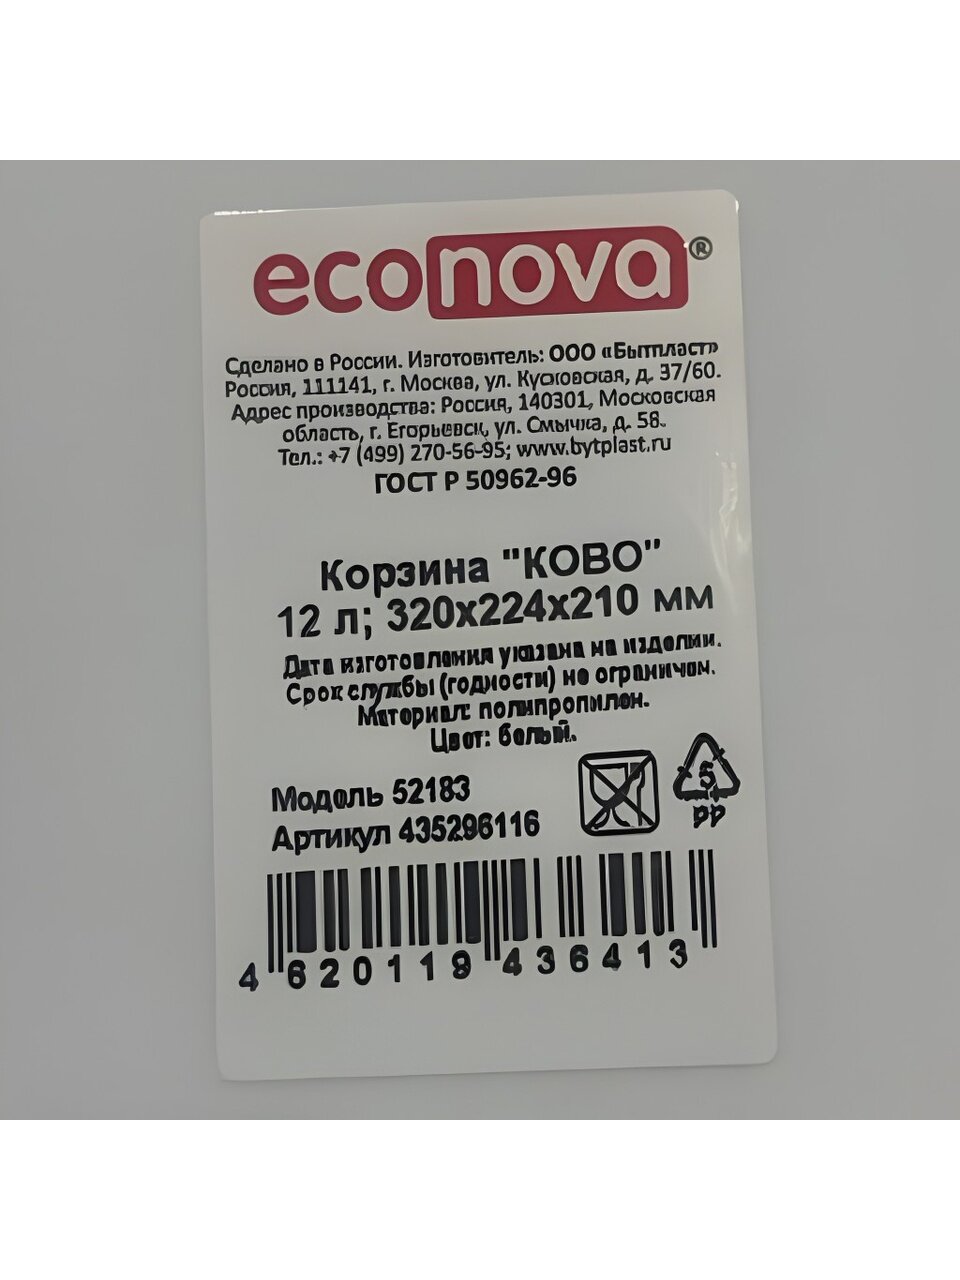 econova®
Сделано в России. Изготовитель: ООО «Бытпласт»
Россия, 111141, г. Москва, ул. Кусковская, д. 37/60.
Адрес производства: Россия, 140301, Московская
область, г. Егорьевск, ул. Смычка, д. 58.
Тел.: +7 (499) 270-56-95; www.bytplast.ru
ГОСТ Р 50962-96
Корзина "КОВО"
12 л; 320x224x210 мм
Дата изготовления указана на изделии.
Срок службы (годности) не ограничен.
Материал: полипропилен.
Цвет: белый.
Модель 52183
Артикул 435296116
5
PP
4 620119 436413